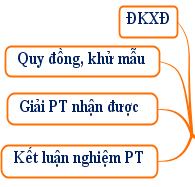 ĐKXĐ
Quy đồng, khử mẫu
Giải PT nhận được
Kết luận nghiệm PT